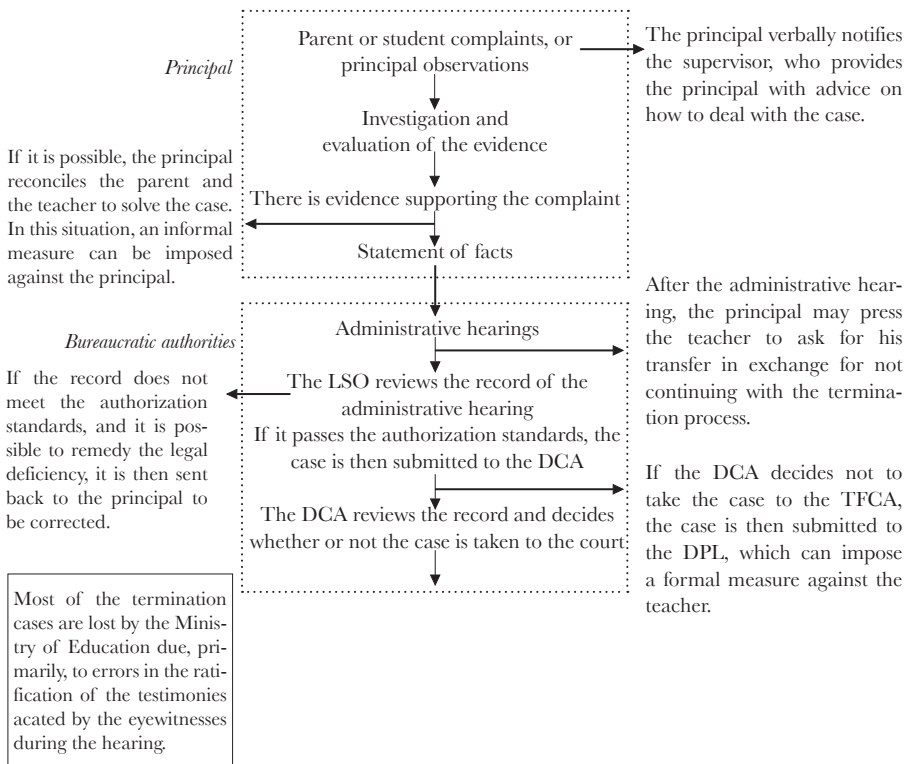 Parent or student complaints, or
principal observations
The principal verbally notifies
the supervisor, who provides
the principal with advice on
how to deal with the case.
Principal
Investigation and
evaluation of the evidence
If it is possible, the principal
reconciles the parent and
the teacher to solve the case.
In this situation, an informal
measure can be imposed
against the principal.
There is evidence supporting the complaint
Statement of facts
Administrative hearings
After the administrative hear-
ing, the principal may press
the teacher to ask for his
transfer in exchange for not
continuing with the termina-
tion process.
Bureaucratic authorities
The LSO reviews the record of the
administrative hearing
If it passes the authorization standards, the
case is then submitted to the DCA
If the record does not
meet the authorization
standards, and it is pos-
sible to remedy the legal
deficiency, it is then sent
back to the principal to
be corrected.
If the DCA decides not to
take the case to the TFCA,
the case is then submitted to
the DPL, which can impose
a formal measure against the
teacher.
The DCA reviews the record and decides
whether or not the case is taken to the court
Most of the termination
cases are lost by the Minis-
try of Education due, pri-
marily, to errors in the rati-
fication of the testimonies
acated by the eyewitnesses
during the hearing.